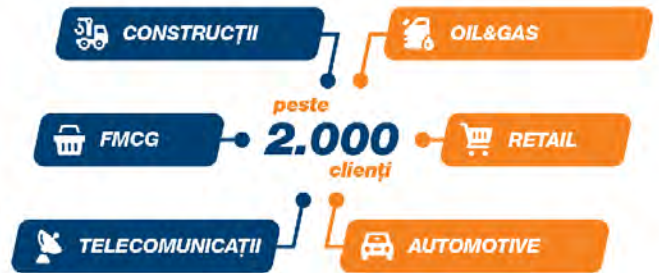 CONSTRUCȚII
OIL&GAS
peste
FMCG
2.000
RETAIL
clienți
TELECOMUNICAȚII
AUTOMOTIVE